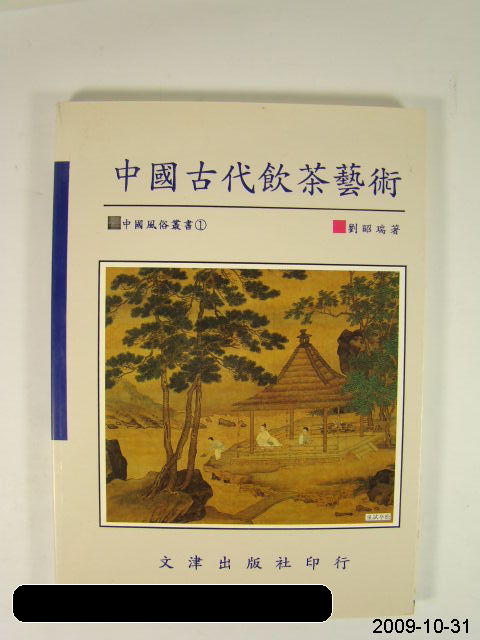 中國古代飲茶藝術
中國風俗叢書①
劉昭瑞著
文津出版社印行
2009-10-31